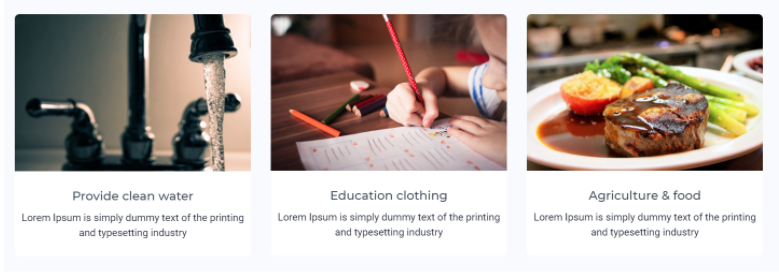 Provide clean water
Lorem Ipsum is simply dummy text of the printing
and typesetting industry
Education clothing
Lorem Ipsum is simply dummy text of the printing
and typesetting industry
Agriculture & food
Lorem Ipsum is simply dummy text of the printing
and typesetting industry